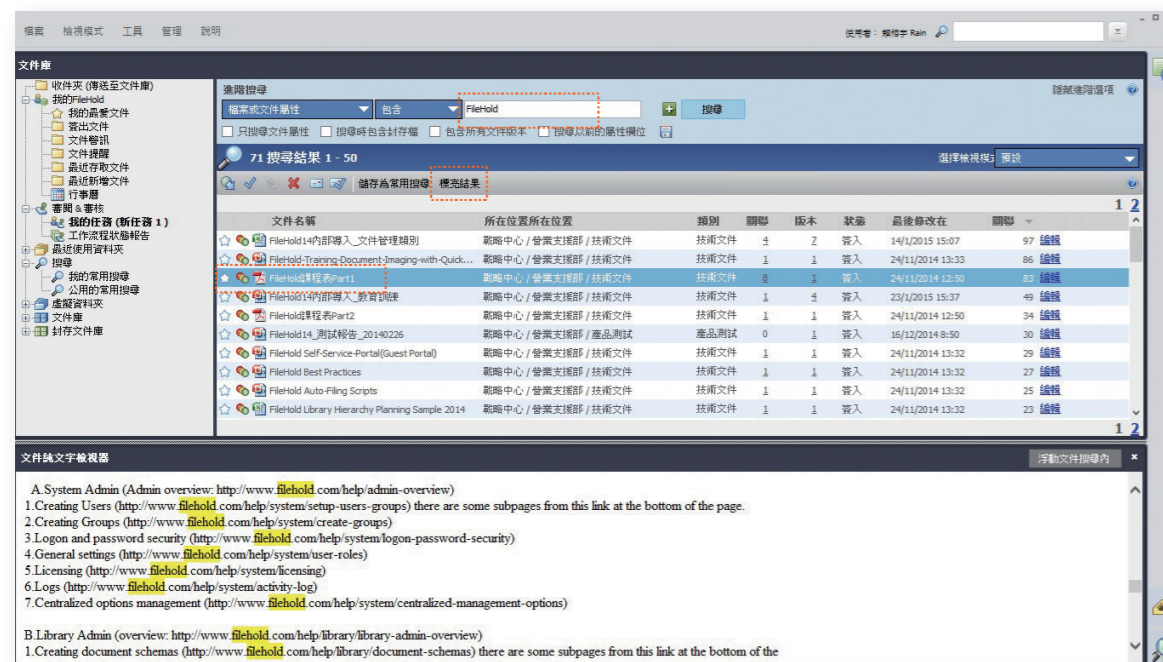 檔案 檢視模式 工具 管理 說明 使用者: 賴楷宇 Rain
文件庫
收件夾 (傳送至文件庫)
我的FileHold
我的最愛文件
簽出文件
文件警訊
文件提醒
最近存取文件
最近新增文件
行事曆
審閱 & 審核
我的任務 (新任務 1)
工作流程狀態報告
最近使用資料夾
搜尋
我的常用搜尋
公用的常用搜尋
虛擬資料夾
文件庫
封存文件庫
進階搜尋 隱藏進階選項
檔案或文件屬性 包含 FileHold 搜尋
只搜尋文件屬性 搜尋時包含封存檔 包含所有文件版本 搜尋以前的屬性欄位
71 搜尋結果 1 - 50 選擇檢視模式 預設
儲存為常用搜尋 標亮結果
1 2
文件名稱 所在位置所在位置 類別 關聯 版本 狀態 最後修改在 關聯
FileHold14內部導入_文件管理類別 戰略中心 / 營業支援部 / 技術文件 技術文件 4 7 簽入 14/1/2015 15:07 97 編輯
FileHold-Training-Document-Imaging-with-Quick... 戰略中心 / 營業支援部 / 技術文件 技術文件 1 1 簽入 24/11/2014 13:33 86 編輯
FileHold課程表Part1 戰略中心 / 營業支援部 / 技術文件 技術文件 8 1 簽入 24/11/2014 12:50 83 編輯
FileHold14內部導入_教育訓練 戰略中心 / 營業支援部 / 技術文件 技術文件 1 4 簽入 23/1/2015 15:37 49 編輯
FileHold課程表Part2 戰略中心 / 營業支援部 / 技術文件 技術文件 1 1 簽入 24/11/2014 12:50 34 編輯
FileHold14_測試報告_20140226 戰略中心 / 營業支援部 / 產品測試 產品測試 0 1 簽入 16/12/2014 8:50 30 編輯
FileHold Self-Service-Portal(Guest Portal) 戰略中心 / 營業支援部 / 技術文件 技術文件 1 1 簽入 24/11/2014 13:32 29 編輯
FileHold Best Practices 戰略中心 / 營業支援部 / 技術文件 技術文件 1 1 簽入 24/11/2014 13:32 27 編輯
FileHold Auto-Filing Scripts 戰略中心 / 營業支援部 / 技術文件 技術文件 1 1 簽入 24/11/2014 13:32 25 編輯
FileHold Library Hierarchy Planning Sample 2014 戰略中心 / 營業支援部 / 技術文件 技術文件 1 1 簽入 24/11/2014 13:32 23 編輯
1 2
文件純文字檢視器 浮動文件搜尋內
A.System Admin (Admin overview: http://www.filehold.com/help/admin-overview)
1.Creating Users (http://www.filehold.com/help/system/setup-users-groups) there are some subpages from this link at the bottom of the page.
2.Creating Groups (http://www.filehold.com/help/system/create-groups)
3.Logon and password security (http://www.filehold.com/help/system/logon-password-security)
4.General settings (http://www.filehold.com/help/system/user-roles)
5.Licensing (http://www.filehold.com/help/system/licensing)
6.Logs (http://www.filehold.com/help/system/activity-log)
7.Centralized options management (http://www.filehold.com/help/system/centralized-management-options)
B.Library Admin (overview: http://www.filehold.com/help/library/library-admin-overview)
1.Creating document schemas (http://www.filehold.com/help/library/document-schemas) there are some subpages from this link at the bottom of the